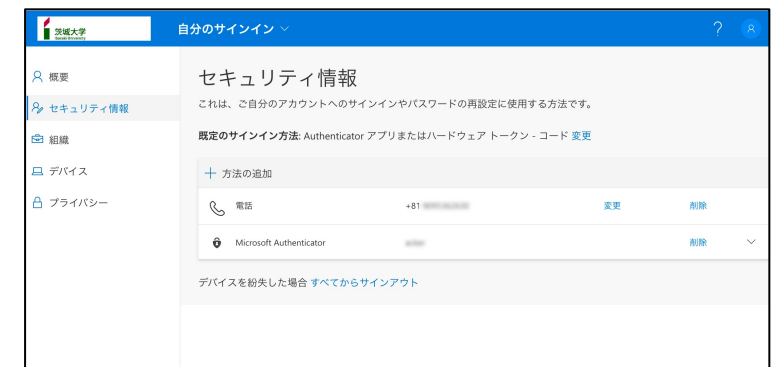 茨城大学
Ibaraki University
自分のサインイン
?
概要
セキュリティ情報
組織
デバイス
プライバシー
セキュリティ情報
これは、ご自分のアカウントへのサインインやパスワードの再設定に使用する方法です。
既定のサインイン方法: Authenticator アプリまたはハードウェア トークン - コード 変更
+ 方法の追加
電話 +81 変更 削除
Microsoft Authenticator 削除
デバイスを紛失した場合 すべてからサインアウト